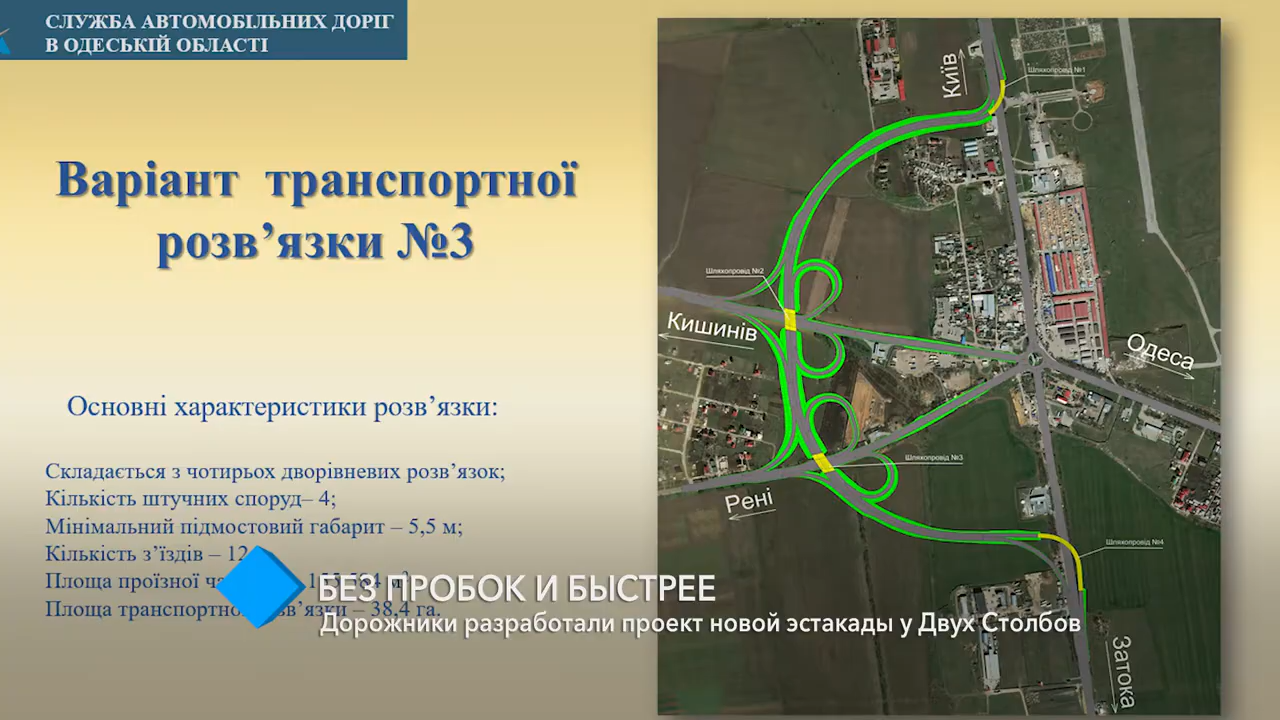 СЛУЖБА АВТОМОБІЛЬНИХ ДОРІГ
В ОДЕСЬКІЙ ОБЛАСТІ
Варіант транспортної
розв’язки №3
Основні характеристики розв’язки:
Складається з чотирьох дворівневих розв’язок;
Кількість штучних споруд– 4;
Мінімальний підмостовий габарит – 5,5 м;
Кількість з’їздів – 12
Площа проїзної
Площа – 38,4 га.
БЕЗ ПРОБОК И БЫСТРЕЕ
Дорожники разработали проект новой эстакады у Двух Столбов
Київ
Шляхопровід №1
Шляхопровід №2
Кишинів
Одеса
Шляхопровід №3
Рені
Шляхопровід №4
Затока